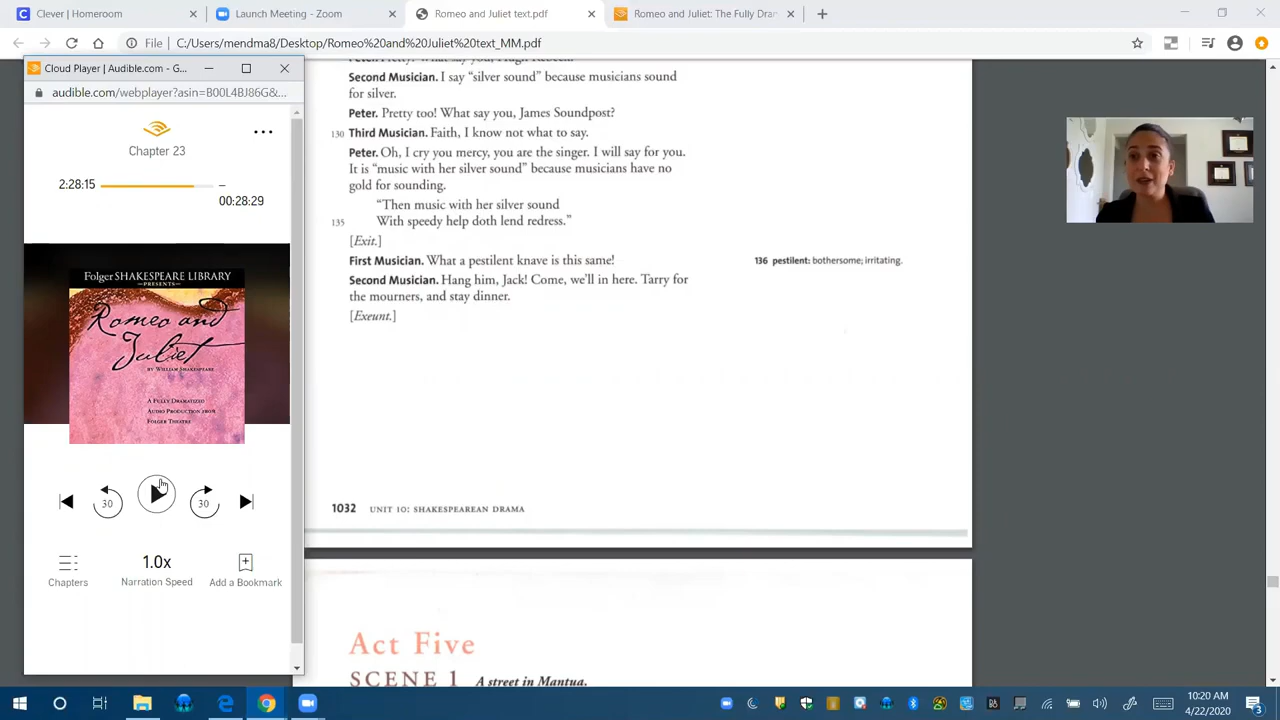 Clever | Homeroom
Launch Meeting - Zoom
Romeo and Juliet text.pdf
Romeo and Juliet: The Fully Dra
File
C:/Users/mendma8/Desktop/Romeo%20and%20Juliet%20text_MM.pdf
Cloud Player | Audible.com - G...
audible.com/webplayer?asin=B00L4BJ86G&...
Chapter 23
2:28:15
00:28:29
Folger SHAKESPEARE LIBRARY
—PRESENTS—
Romeo and
Juliet
BY WILLIAM SHAKESPEARE
A FULLY DRAMATIZED
AUDIO PRODUCTION FROM
FOLGER THEATRE
30
30
1.0x
Chapters
Narration Speed
Add a Bookmark
Second Musician. I say “silver sound” because musicians sound
for silver.
Peter. Pretty too! What say you, James Soundpost?
130 Third Musician. Faith, I know not what to say.
Peter. Oh, I cry you mercy, you are the singer. I will say for you.
It is “music with her silver sound” because musicians have no
gold for sounding.
“Then music with her silver sound
135 With speedy help doth lend redress.”
[Exit.]
First Musician. What a pestilent knave is this same!
136 pestilent: bothersome; irritating.
Second Musician. Hang him, Jack! Come, we’ll in here. Tarry for
the mourners, and stay dinner.
[Exeunt.]
1032 UNIT 10: SHAKESPEAREAN DRAMA
Act Five
SCENE 1 A street in Mantua.
10:20 AM
4/22/2020
3